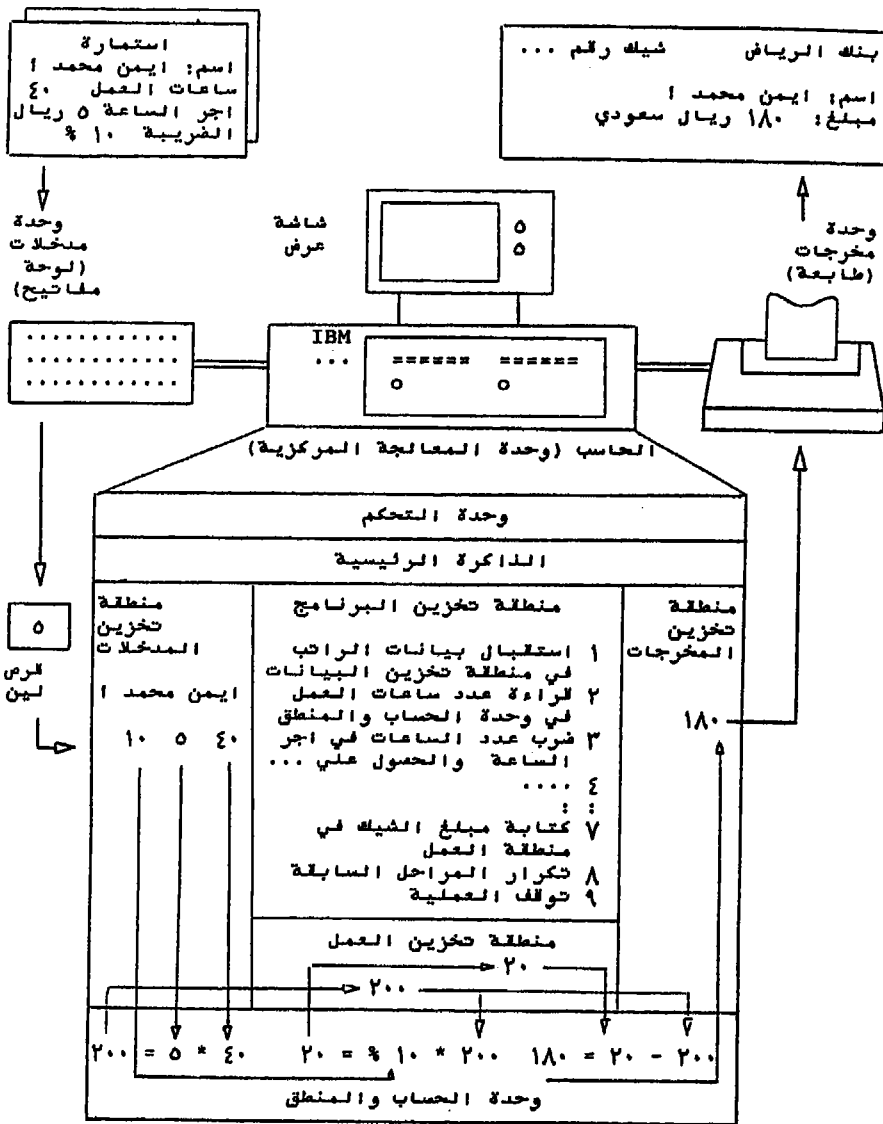 استمارة
اسم: ايمن محمد ا
ساعات العمل ٤٠
اجر الساعة ٥ ريال
الضريبة ١٠ %
بنك الرياض شيك رقم ...
اسم: ايمن محمد ا
مبلغ: ١٨٠ ريال سعودي
وحدة
مدخلات
(لوحة
مفاتيح)
شاشة
عرض
وحدة
مخرجات
(طابعة)
IBM
...
الحاسب (وحدة المعالجة المركزية)
وحدة التحكم
الذاكرة الرئيسية
منطقة
تخزين
المدخلات
ايمن محمد ا
٤٠ ٥ ١٠
قرص
لين
منطقة تخزين البرنامج
١ استقبال بيانات الراتب
في منطقة تخزين البيانات
٢ قراءة عدد ساعات العمل
في وحدة الحساب والمنطق
٣ ضرب عدد الساعات في اجر
الساعة والحصول علي ...
٤ ....
: :
٧ كتابة مبلغ الشيك في
منطقة العمل
٨ تكرار المراحل السابقة
٩ توقف العملية
منطقة
تخزين
المخرجات
١٨٠
منطقة تخزين العمل
٢٠
٢٠٠
٤٠ * ٥ = ٢٠٠
٢٠٠ * ١٠ % = ٢٠
٢٠٠ - ٢٠ = ١٨٠
وحدة الحساب والمنطق